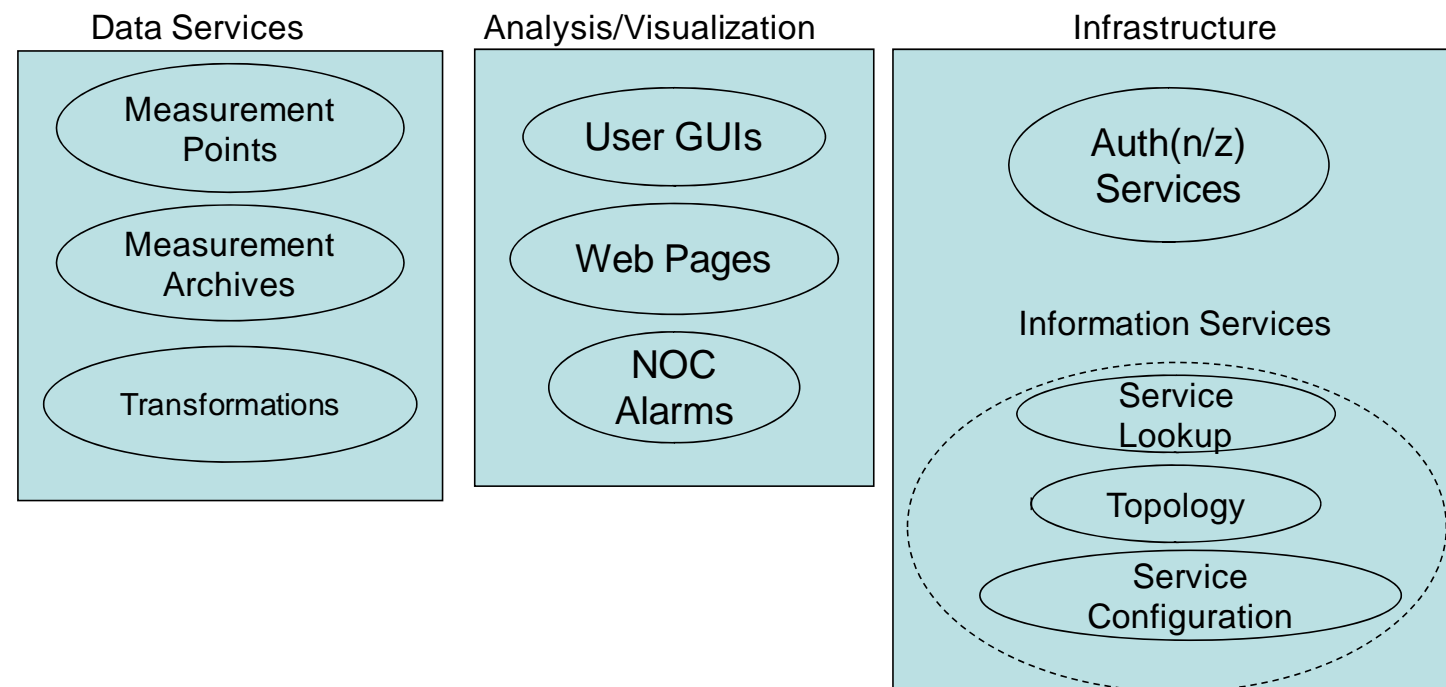 Data Services
Measurement
Points
Measurement
Archives
Transformations
Analysis/Visualization
User GUIs
Web Pages
NOC
Alarms
Infrastructure
Auth(n/z)
Services
Information Services
Service
Lookup
Topology
Service
Configuration